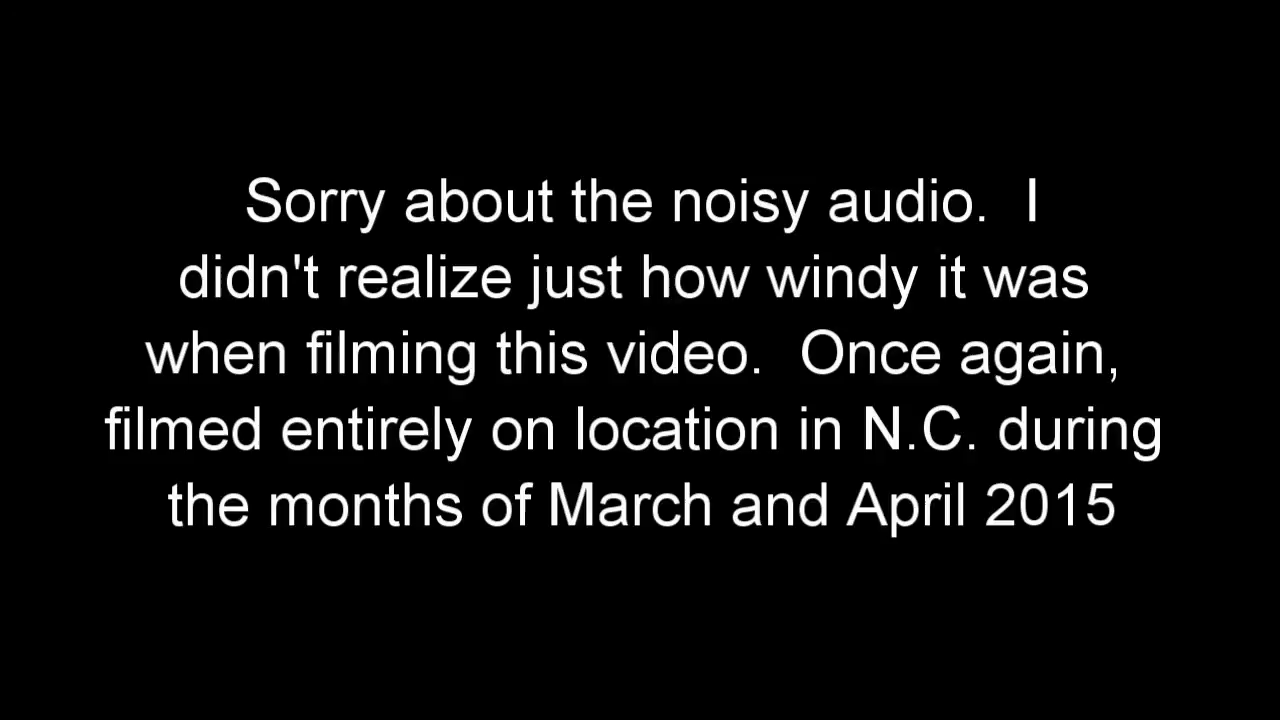 Sorry about the noisy audio.  I
didn't realize just how windy it was
when filming this video.  Once again,
filmed entirely on location in N.C. during
the months of March and April 2015